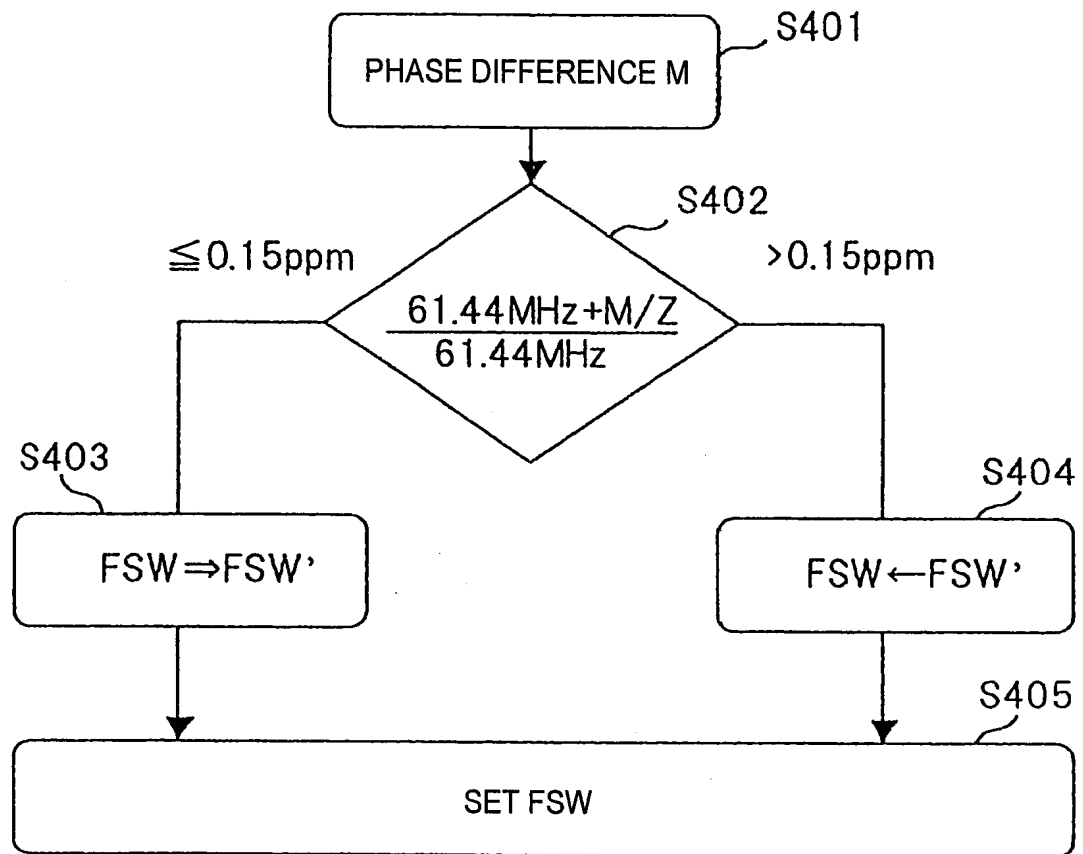 S401
PHASE DIFFERENCE M
S402
≦0.15ppm
>0.15ppm
61.44MHz+M/Z
61.44MHz
S403
S404
FSW⇒FSW'
FSW←FSW'
S405
SET FSW